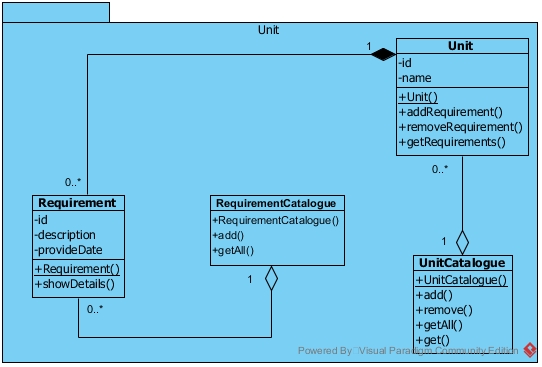 Unit
1
Unit
-id
-name
+Unit()
+addRequirement()
+removeRequirement()
+getRequirements()
0..*
0..*
Requirement
-id
-description
-provideDate
+Requirement()
+showDetails()
RequirementCatalogue
+RequirementCatalogue()
+add()
+getAll()
1
1
UnitCatalogue
+UnitCatalogue()
+add()
+remove()
+getAll()
+get()
0..*
Powered By Visual Paradigm Community Edition